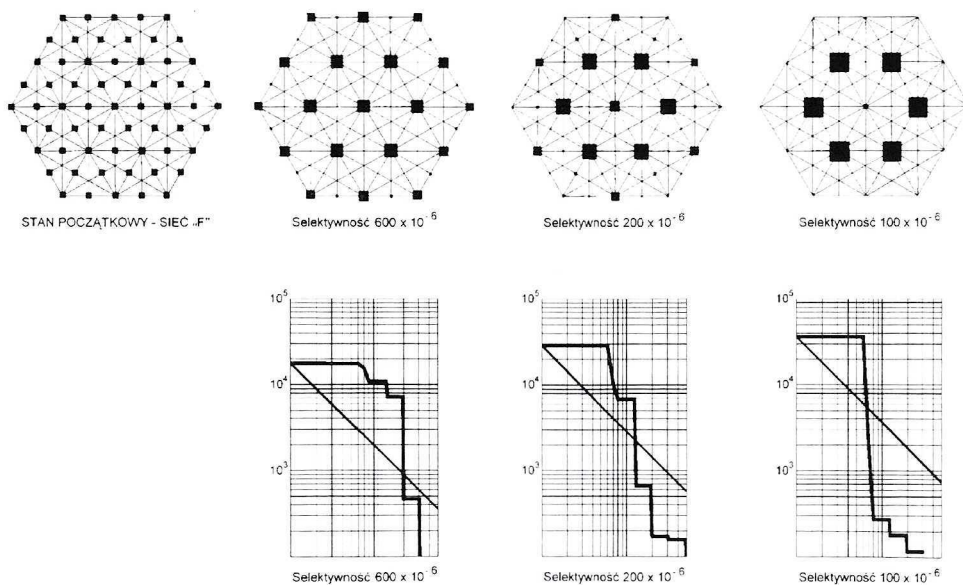 STAN POCZĄTKOWY - SIEĆ „F"
Selektywność 600 x 10⁻⁶
Selektywność 200 x 10⁻⁶
Selektywność 100 x 10⁻⁶
10⁵
10⁴
10³
Selektywność 600 x 10⁻⁶
10⁵
10⁴
10³
Selektywność 200 x 10⁻⁶
10⁵
10⁴
10³
Selektywność 100 x 10⁻⁶